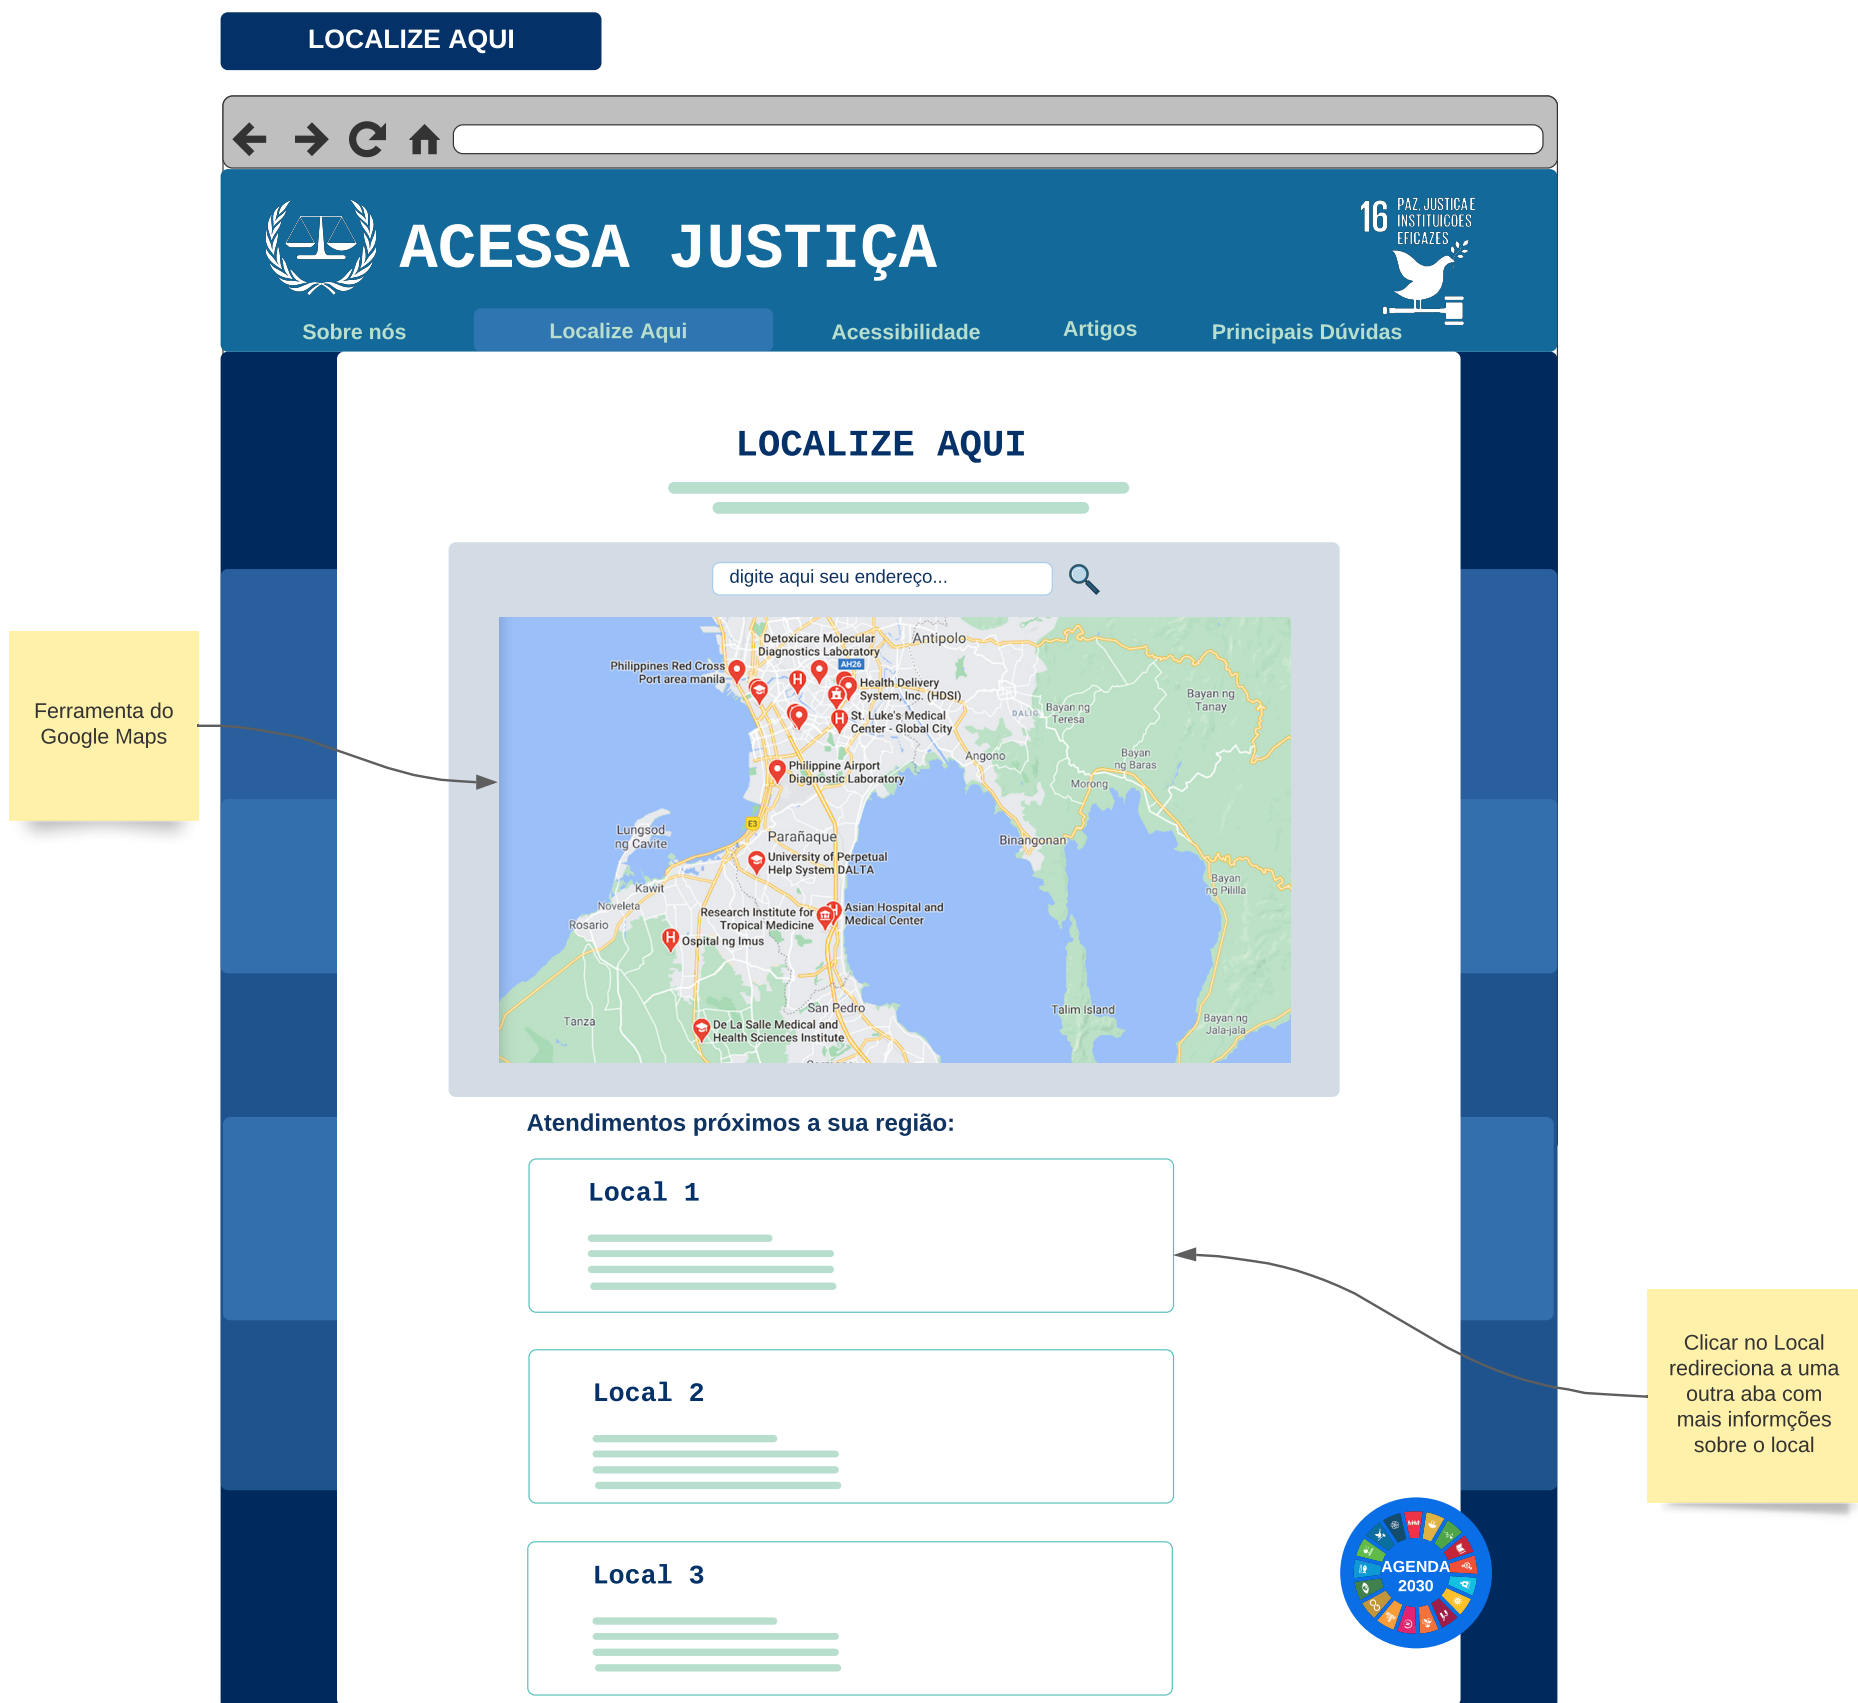 LOCALIZE AQUI
ACESSA JUSTIÇA
16 PAZ, JUSTICA E
INSTITUICOES
EFICAZES
Sobre nós
Localize Aqui
Acessibilidade
Artigos
Principais Dúvidas
LOCALIZE AQUI
digite aqui seu endereço...
Ferramenta do
Google Maps
Detoxicare Molecular
Diagnostics Laboratory
Antipolo
AH26
Philippines Red Cross
Port area manila
Health Delivery
System, Inc. (HDSI)
Bayan ng
Tanay
DALIG
Bayan ng
Teresa
St. Luke's Medical
Center - Global City
Angono
Bayan
ng Baras
Philippine Airport
Diagnostic Laboratory
Morong
E3
Lungsod
ng Cavite
Parañaque
Binangonan
University of Perpetual
Help System DALTA
Bayan
ng Pililla
Kawit
Noveleta
Rosario
Research Institute for
Tropical Medicine
Asian Hospital and
Medical Center
Ospital ng Imus
San Pedro
Talim Island
Tanza
Bayan ng
Jala-jala
De La Salle Medical and
Health Sciences Institute
Atendimentos próximos a sua região:
Local 1
Local 2
Clicar no Local
redireciona a uma
outra aba com
mais informções
sobre o local
Local 3
AGENDA
2030